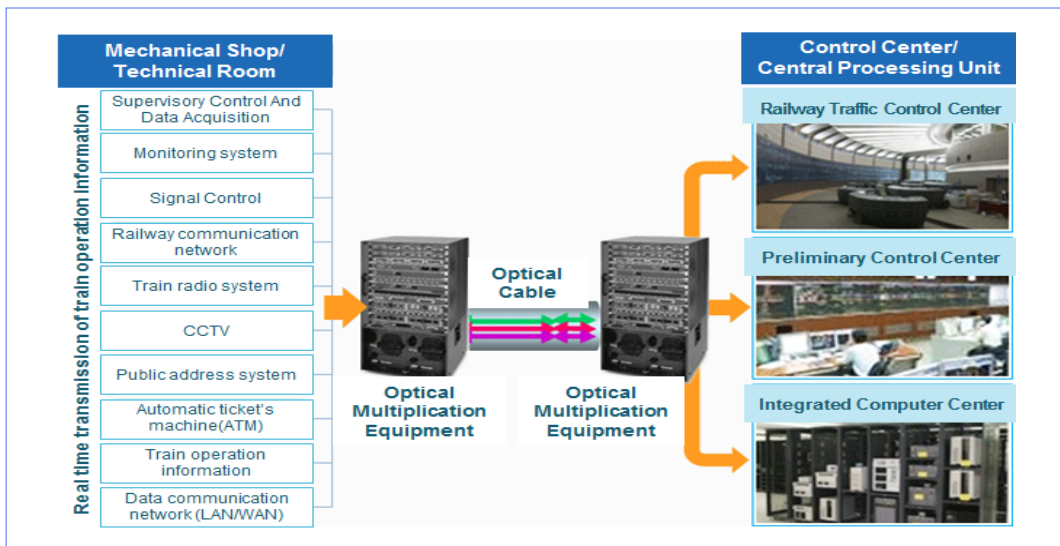 Mechanical Shop/
Technical Room
Real time transmission of train operation information
Supervisory Control And
Data Acquisition
Monitoring system
Signal Control
Railway communication
network
Train radio system
CCTV
Public address system
Automatic ticket's
machine(ATM)
Train operation
information
Data communication
network (LAN/WAN)
Optical
Multiplication
Equipment
Optical
Cable
Optical
Multiplication
Equipment
Control Center/
Central Processing Unit
Railway Traffic Control Center
Preliminary Control Center
Integrated Computer Center